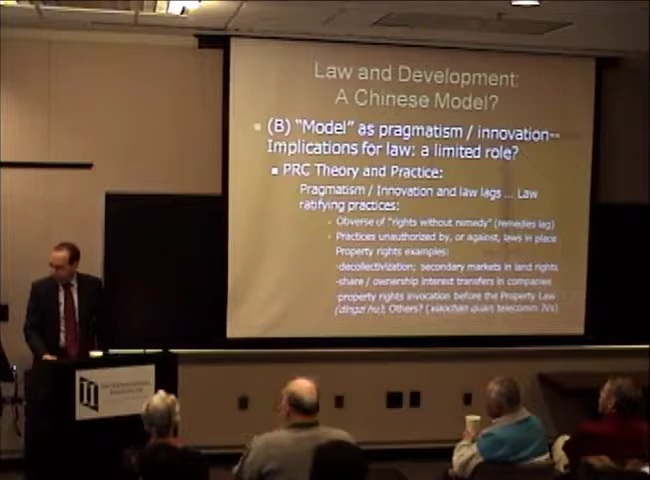 Law and Development:
A Chinese Model?
(B) “Model” as pragmatism / innovation--
Implications for law: a limited role?
PRC Theory and Practice:
Pragmatism / Innovation and law lags ... Law
ratifying practices:
Obverse of “rights without remedy” (remedies lag)
Practices unauthorized by, or against, laws in place
Property rights examples:
-decollectivization; secondary markets in land rights
-share / ownership interest transfers in companies
property rights invocation before the Property Law
(dingzi hu); Others? (xiaochan quan; telecomm JVs)